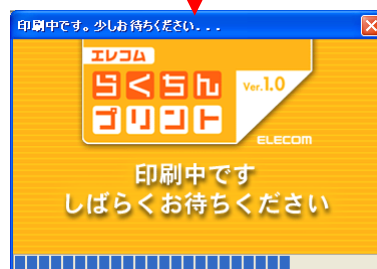 印刷中です。少しお待ちください...
エレコム
らくちん
プリント
Ver.1.0
ELECOM
印刷中です
しばらくお待ちください